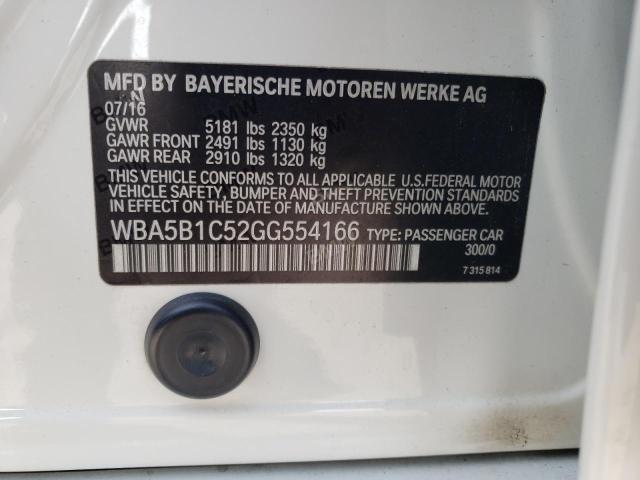 MFD BY BAYERISCHE MOTOREN WERKE AG
07/16
GVWR 5181 lbs 2350 kg
GAWR FRONT 2491 lbs 1130 kg
GAWR REAR 2910 lbs 1320 kg
THIS VEHICLE CONFORMS TO ALL APPLICABLE U.S.FEDERAL MOTOR
VEHICLE SAFETY, BUMPER AND THEFT PREVENTION STANDARDS
IN EFFECT ON THE DATE OF MANUFACTURE SHOWN ABOVE.
WBA5B1C52GG554166 TYPE: PASSENGER CAR
300/0
7 315 814